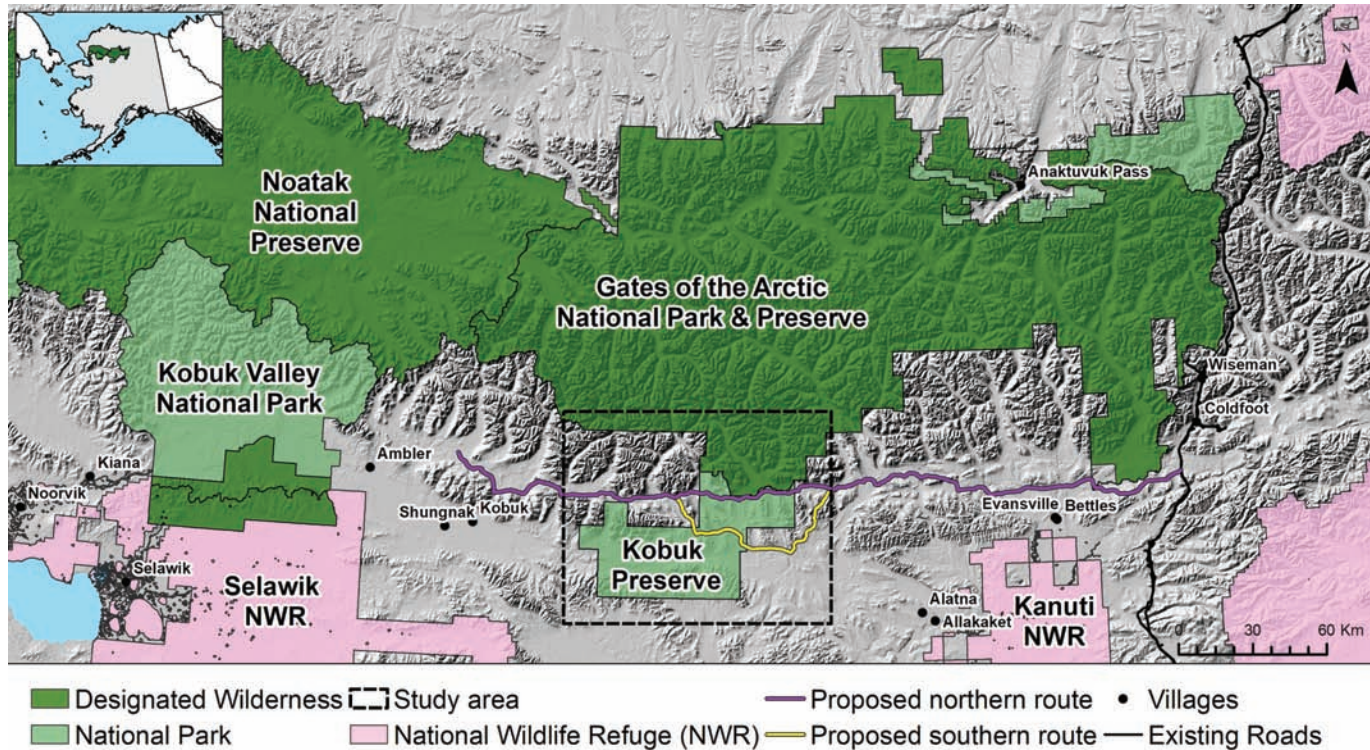 N
Noatak
National
Preserve
Anaktuvuk Pass
Gates of the Arctic
National Park & Preserve
Kobuk Valley
National Park
Wiseman
Coldfoot
Kiana
Ambler
Noorvik
Shungnak
Kobuk
Evansville
Bettles
Selawik
Kobuk
Preserve
Selawik
NWR
Alatna
Allakaket
Kanuti
NWR
0 30 60 Km
Designated Wilderness
Study area
Proposed northern route
Villages
National Park
National Wildlife Refuge (NWR)
Proposed southern route
Existing Roads